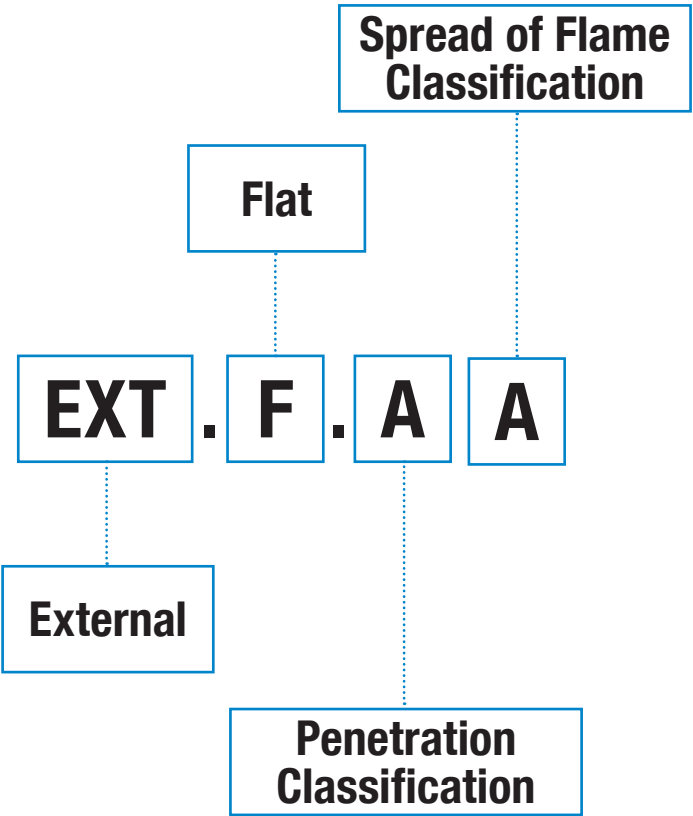 Spread of Flame
Classification
Flat
EXT . F . A A
External
Penetration
Classification